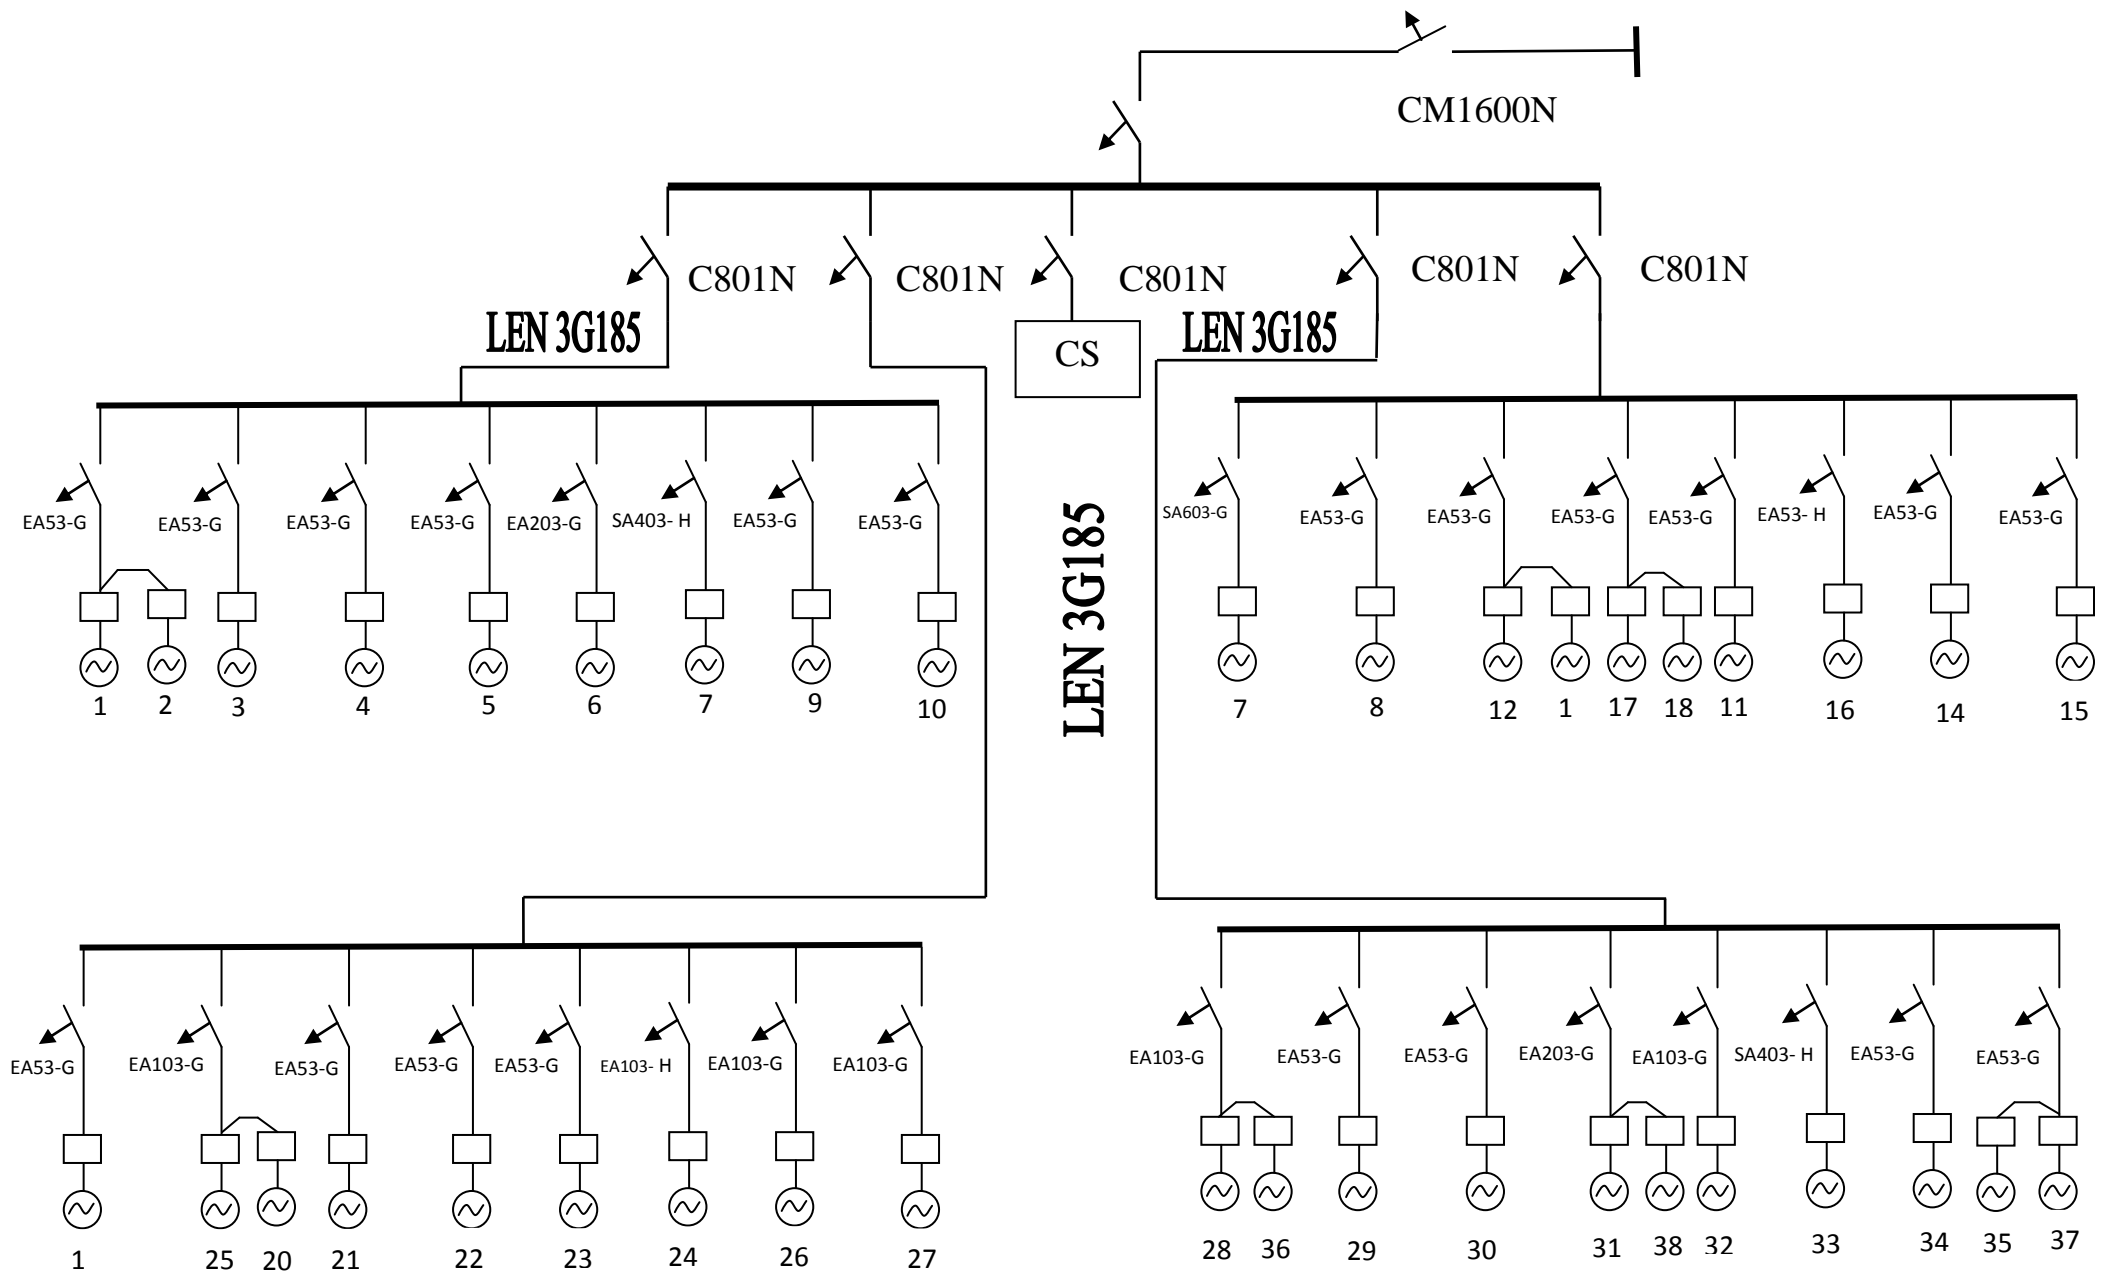 CM1600N
C801N
C801N
C801N
C801N
C801N
LEN 3G185
CS
LEN 3G185
EA53-G
EA53-G
EA53-G
EA53-G
EA203-G
SA403- H
EA53-G
EA53-G
1
2
3
4
5
6
7
9
10
LEN 3G185
SA603-G
EA53-G
EA53-G
EA53-G
EA53-G
EA53- H
EA53-G
EA53-G
7
8
12
1
17
18
11
16
14
15
EA53-G
EA103-G
EA53-G
EA53-G
EA53-G
EA103- H
EA103-G
EA103-G
1
25
20
21
22
23
24
26
27
EA103-G
EA53-G
EA53-G
EA203-G
EA103-G
SA403- H
EA53-G
EA53-G
28
36
29
30
31
38
32
33
34
35
37